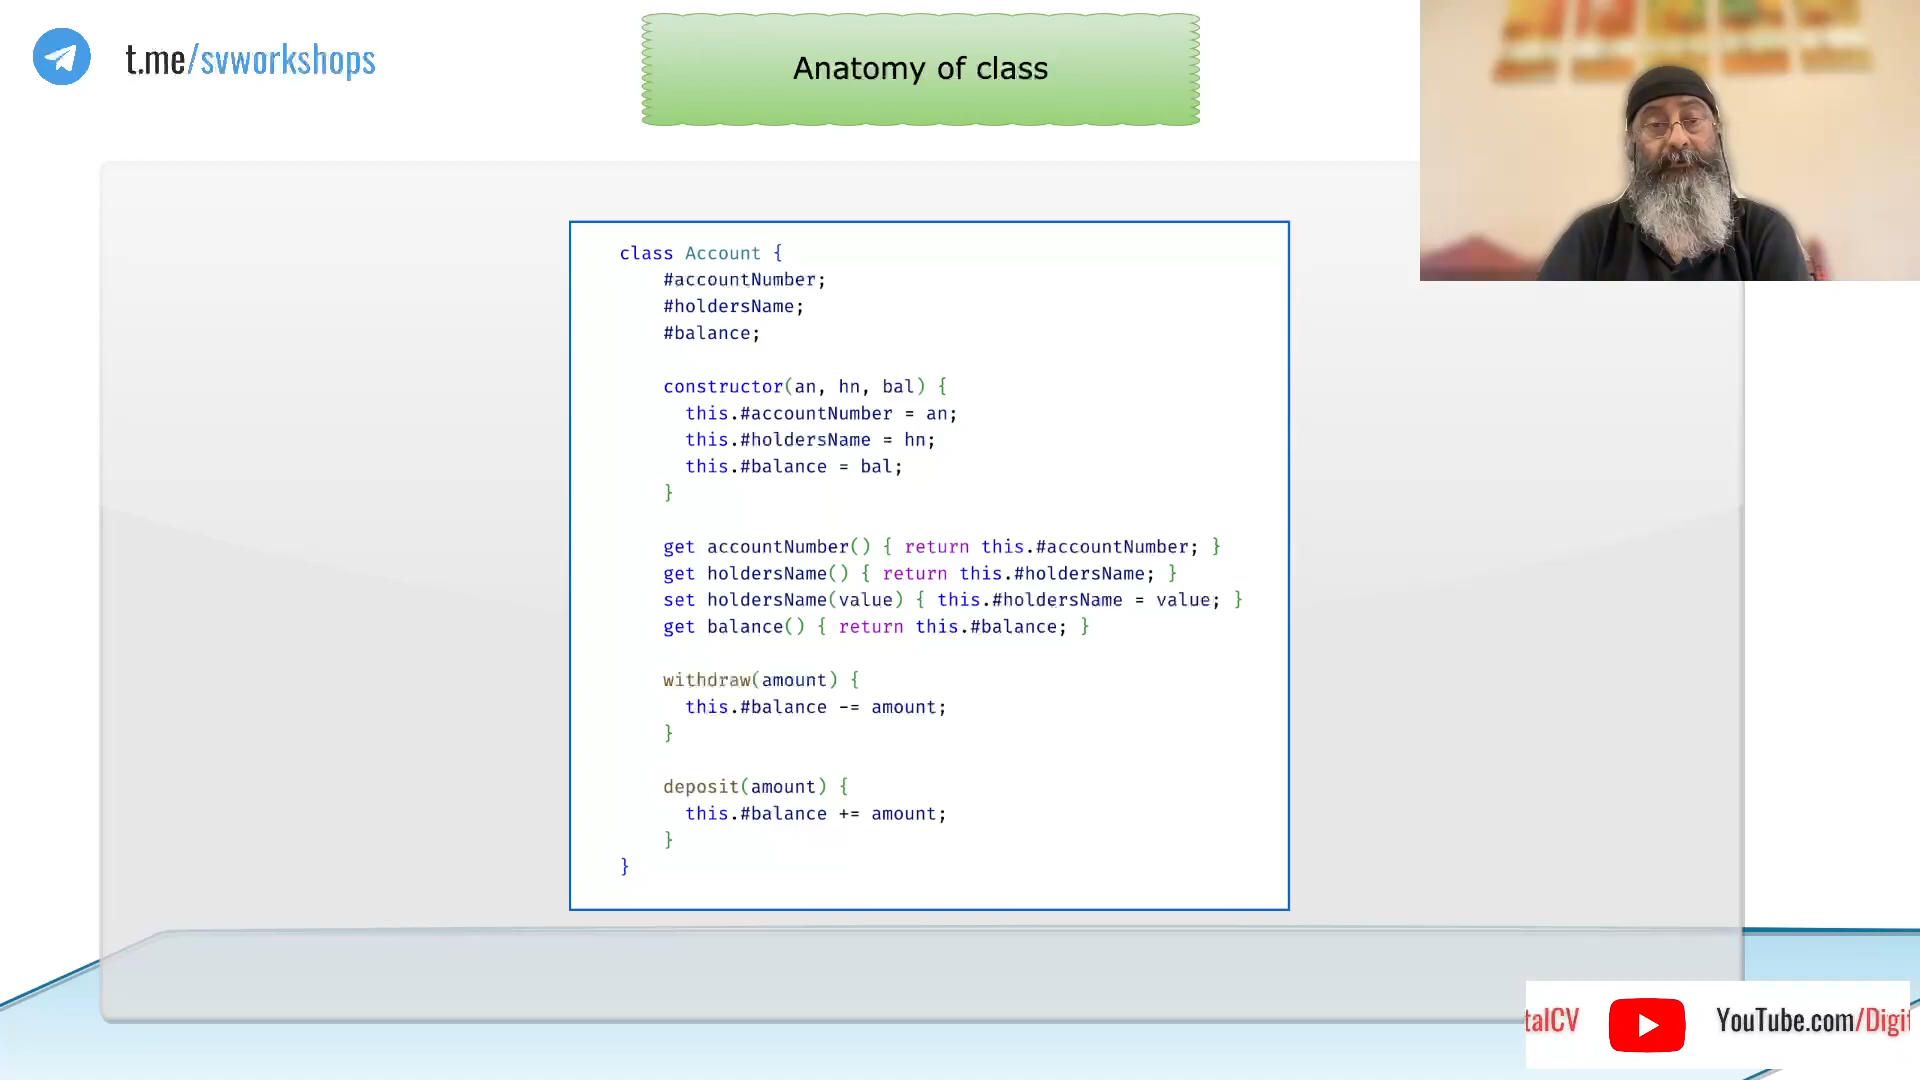 t.me/svworkshops
Anatomy of class
class Account {
    #accountNumber;
    #holdersName;
    #balance;

    constructor(an, hn, bal) {
      this.#accountNumber = an;
      this.#holdersName = hn;
      this.#balance = bal;
    }

    get accountNumber() { return this.#accountNumber; }
    get holdersName() { return this.#holdersName; }
    set holdersName(value) { this.#holdersName = value; }
    get balance() { return this.#balance; }

    withdraw(amount) {
      this.#balance -= amount;
    }

    deposit(amount) {
      this.#balance += amount;
    }
}
talCV YouTube.com/Digit